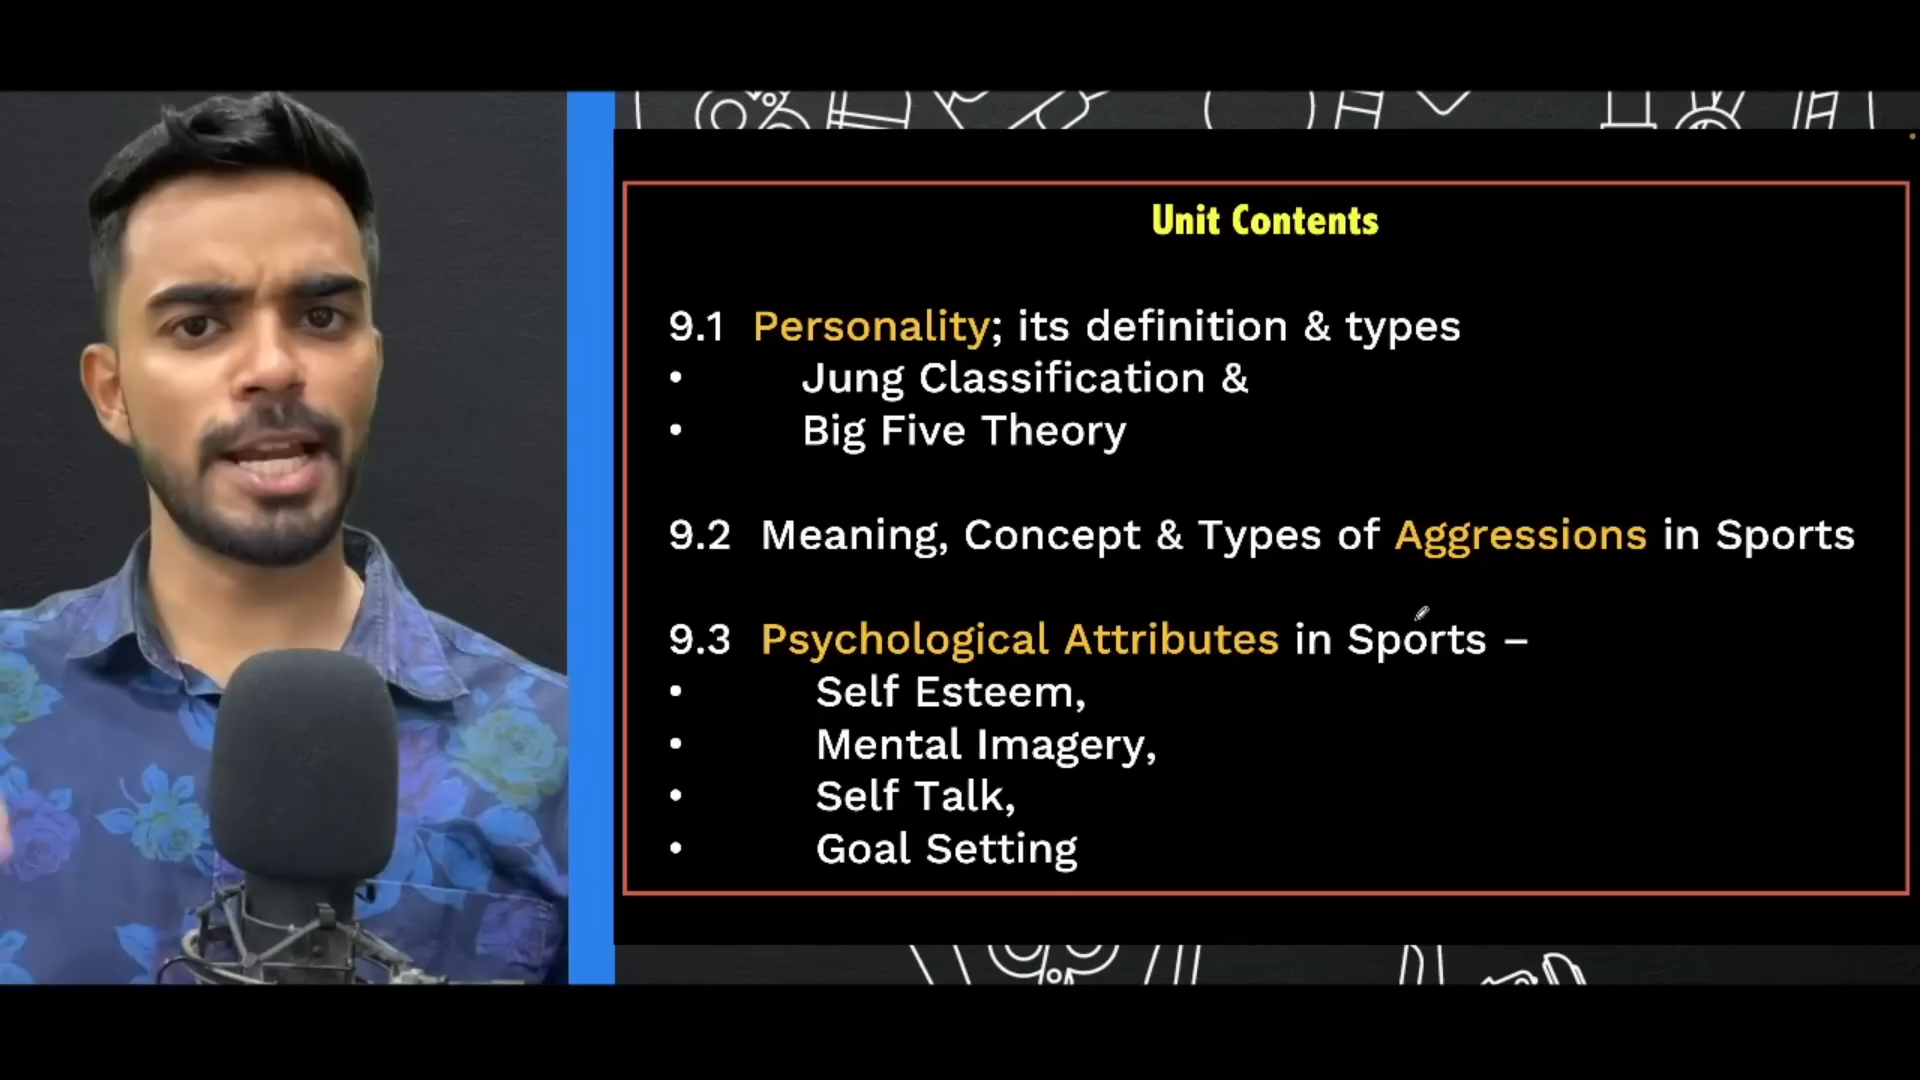 Unit Contents
9.1 Personality; its definition & types
• Jung Classification &
• Big Five Theory
9.2 Meaning, Concept & Types of Aggressions in Sports
9.3 Psychological Attributes in Sports –
• Self Esteem,
• Mental Imagery,
• Self Talk,
• Goal Setting